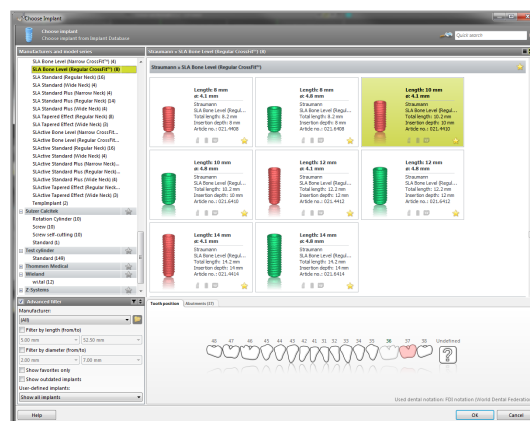 Choose Implant
Choose implant
Choose implant from Implant Database
Quick search
Manufacturers and model series
SLA Bone Level (Narrow CrossFit™) (4)
SLA Bone Level (Regular CrossFit™) (8)
SLA Standard (Regular Neck) (16)
SLA Standard (Wide Neck) (4)
SLA Standard Plus (Narrow Neck) (4)
SLA Standard Plus (Regular Neck) (14)
SLA Standard Plus (Wide Neck) (4)
SLA Tapered Effect (Regular Neck) (8)
SLA Tapered Effect (Wide Neck) (3)
SLActive Bone Level (Narrow CrossFit...
SLActive Bone Level (Regular CrossFit...
SLActive Standard (Regular Neck) (16)
SLActive Standard (Wide Neck) (4)
SLActive Standard Plus (Narrow Neck)...
SLActive Standard Plus (Regular Neck)...
SLActive Standard Plus (Wide Neck) (4)
SLActive Tapered Effect (Regular Neck...
SLActive Tapered Effect (Wide Neck) (3)
TempImplant (2)
Sulzer Calcitek
Rotation Cylinder (10)
Screw (10)
Screw self-cutting (10)
Standard (1)
Test cylinder
Standard (149)
Thommen Medical
Wieland
wi.tal (12)
Z-Systems
Advanced filter
Manufacturer:
(All)
Filter by length (from/to)
5.00 mm
52.50 mm
Filter by diameter (from/to)
2.00 mm
7.00 mm
Show favorites only
Show outdated implants
User-defined implants:
Show all implants
Straumann » SLA Bone Level (Regular CrossFit™) (8)
Straumann » SLA Bone Level (Regular CrossFit™)
Length: 8 mm
ø: 4.1 mm
Straumann
SLA Bone Level (Regul...
Total length: 8.2 mm
Insertion depth: 8 mm
Article no.: 021.4408
Length: 8 mm
ø: 4.8 mm
Straumann
SLA Bone Level (Regul...
Total length: 8.2 mm
Insertion depth: 8 mm
Article no.: 021.6408
Length: 10 mm
ø: 4.1 mm
Straumann
SLA Bone Level (Regul...
Total length: 10.2 mm
Insertion depth: 10 mm
Article no.: 021.4410
Length: 10 mm
ø: 4.8 mm
Straumann
SLA Bone Level (Regul...
Total length: 10.2 mm
Insertion depth: 10 mm
Article no.: 021.6410
Length: 12 mm
ø: 4.1 mm
Straumann
SLA Bone Level (Regul...
Total length: 12.2 mm
Insertion depth: 12 mm
Article no.: 021.4412
Length: 12 mm
ø: 4.8 mm
Straumann
SLA Bone Level (Regul...
Total length: 12.2 mm
Insertion depth: 12 mm
Article no.: 021.6412
Length: 14 mm
ø: 4.1 mm
Straumann
SLA Bone Level (Regul...
Total length: 14.2 mm
Insertion depth: 14 mm
Article no.: 021.4414
Length: 14 mm
ø: 4.8 mm
Straumann
SLA Bone Level (Regul...
Total length: 14.2 mm
Insertion depth: 14 mm
Article no.: 021.6414
Tooth position
Abutments (37)
48 47 46 45 44 43 42 41 31 32 33 34 35 36 37 38 Undefined
?
Used dental notation: FDI notation (World Dental Federation
Help
OK
Cancel